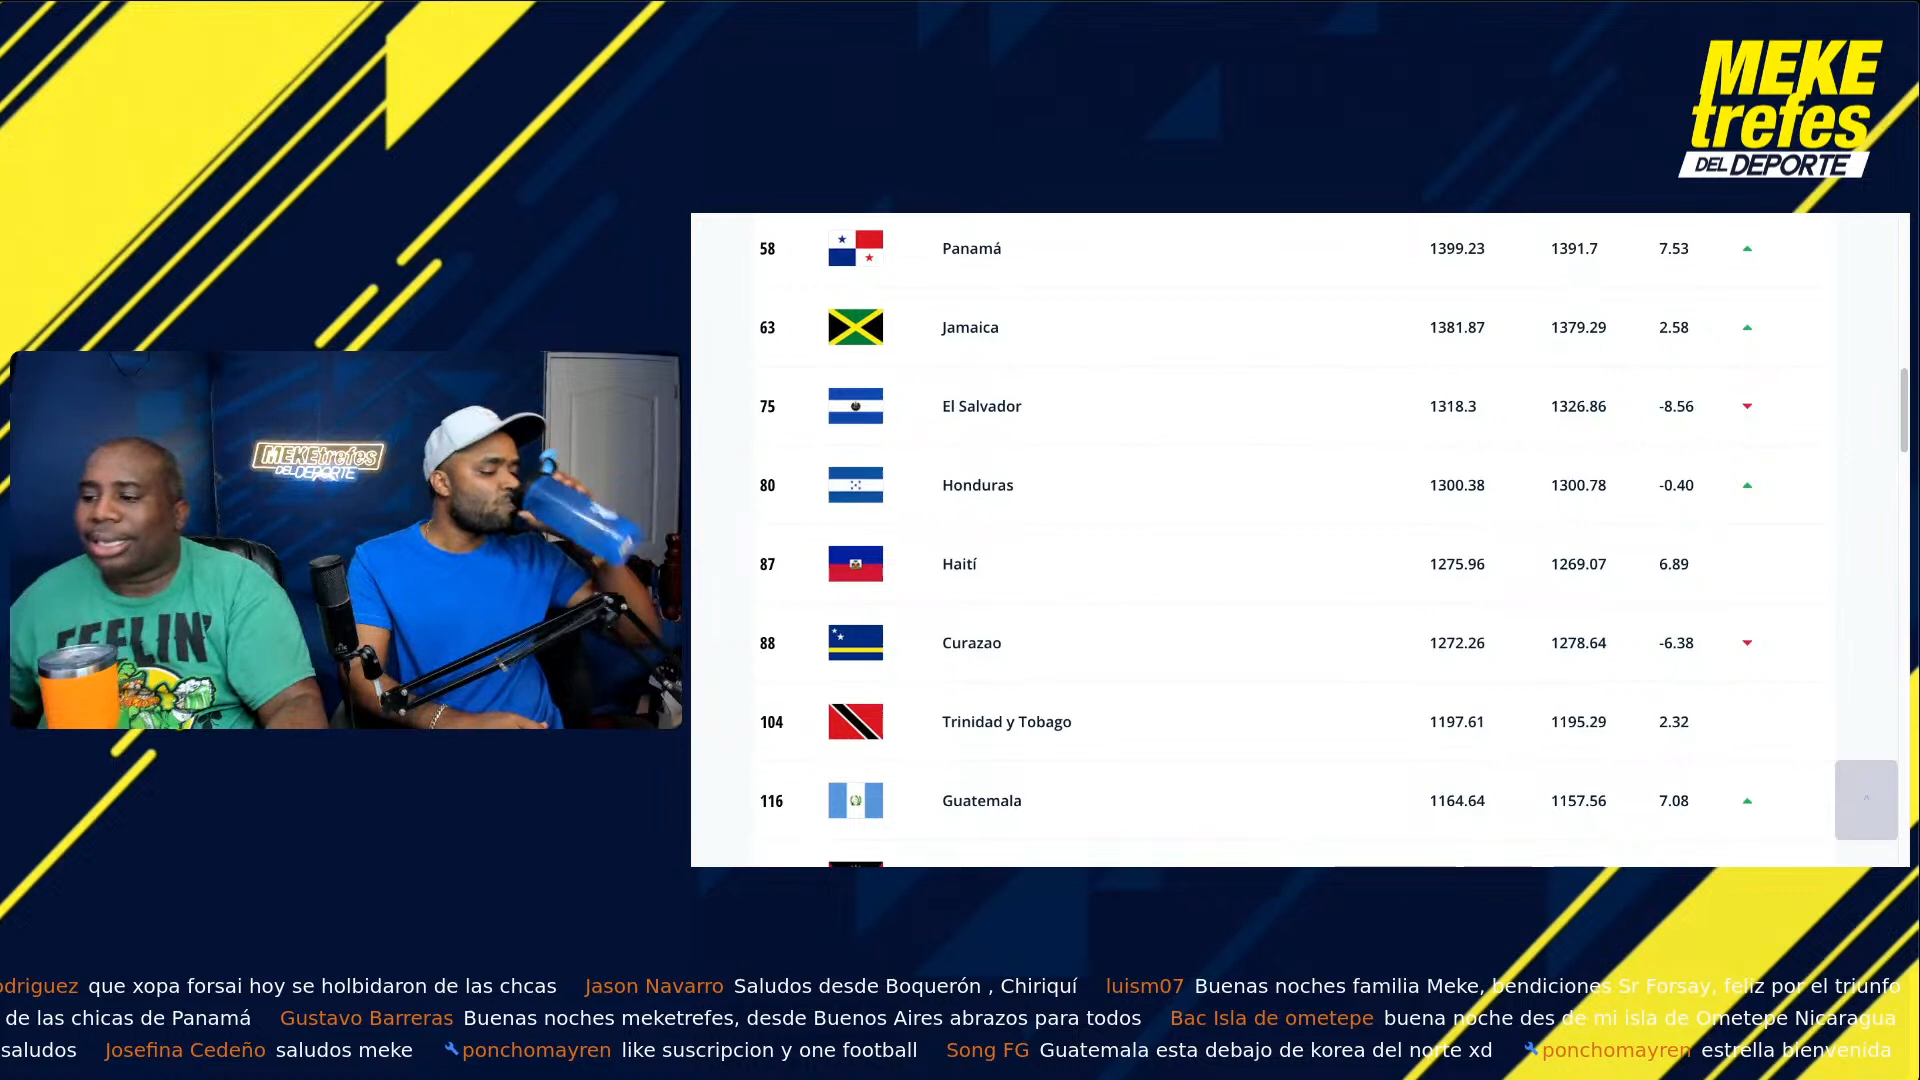 MEKE
trefes
DEL DEPORTE
58 Panamá 1399.23 1391.7 7.53
63 Jamaica 1381.87 1379.29 2.58
75 El Salvador 1318.3 1326.86 -8.56
80 Honduras 1300.38 1300.78 -0.40
87 Haití 1275.96 1269.07 6.89
88 Curazao 1272.26 1278.64 -6.38
104 Trinidad y Tobago 1197.61 1195.29 2.32
116 Guatemala 1164.64 1157.56 7.08
MEKEtrefes
DEL DEPORTE
FEELIN'
odriguez que xopa forsai hoy se holbidaron de las chcas Jason Navarro Saludos desde Boquerón , Chiriquí luism07 Buenas noches familia Meke, bendiciones Sr Forsay, feliz por el triunfo
de las chicas de Panamá Gustavo Barreras Buenas noches meketrefes, desde Buenos Aires abrazos para todos Bac Isla de ometepe buena noche des de mi isla de Ometepe Nicaragua
saludos Josefina Cedeño saludos meke ponchomayren like suscripcion y one football Song FG Guatemala esta debajo de korea del norte xd ponchomayren estrella bienvenida